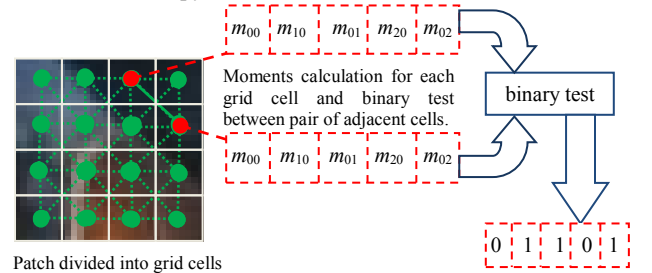 m00 m10 m01 m20 m02
Moments calculation for each
grid cell and binary test
between pair of adjacent cells.
binary test
m00 m10 m01 m20 m02
0 1 1 0 1
Patch divided into grid cells